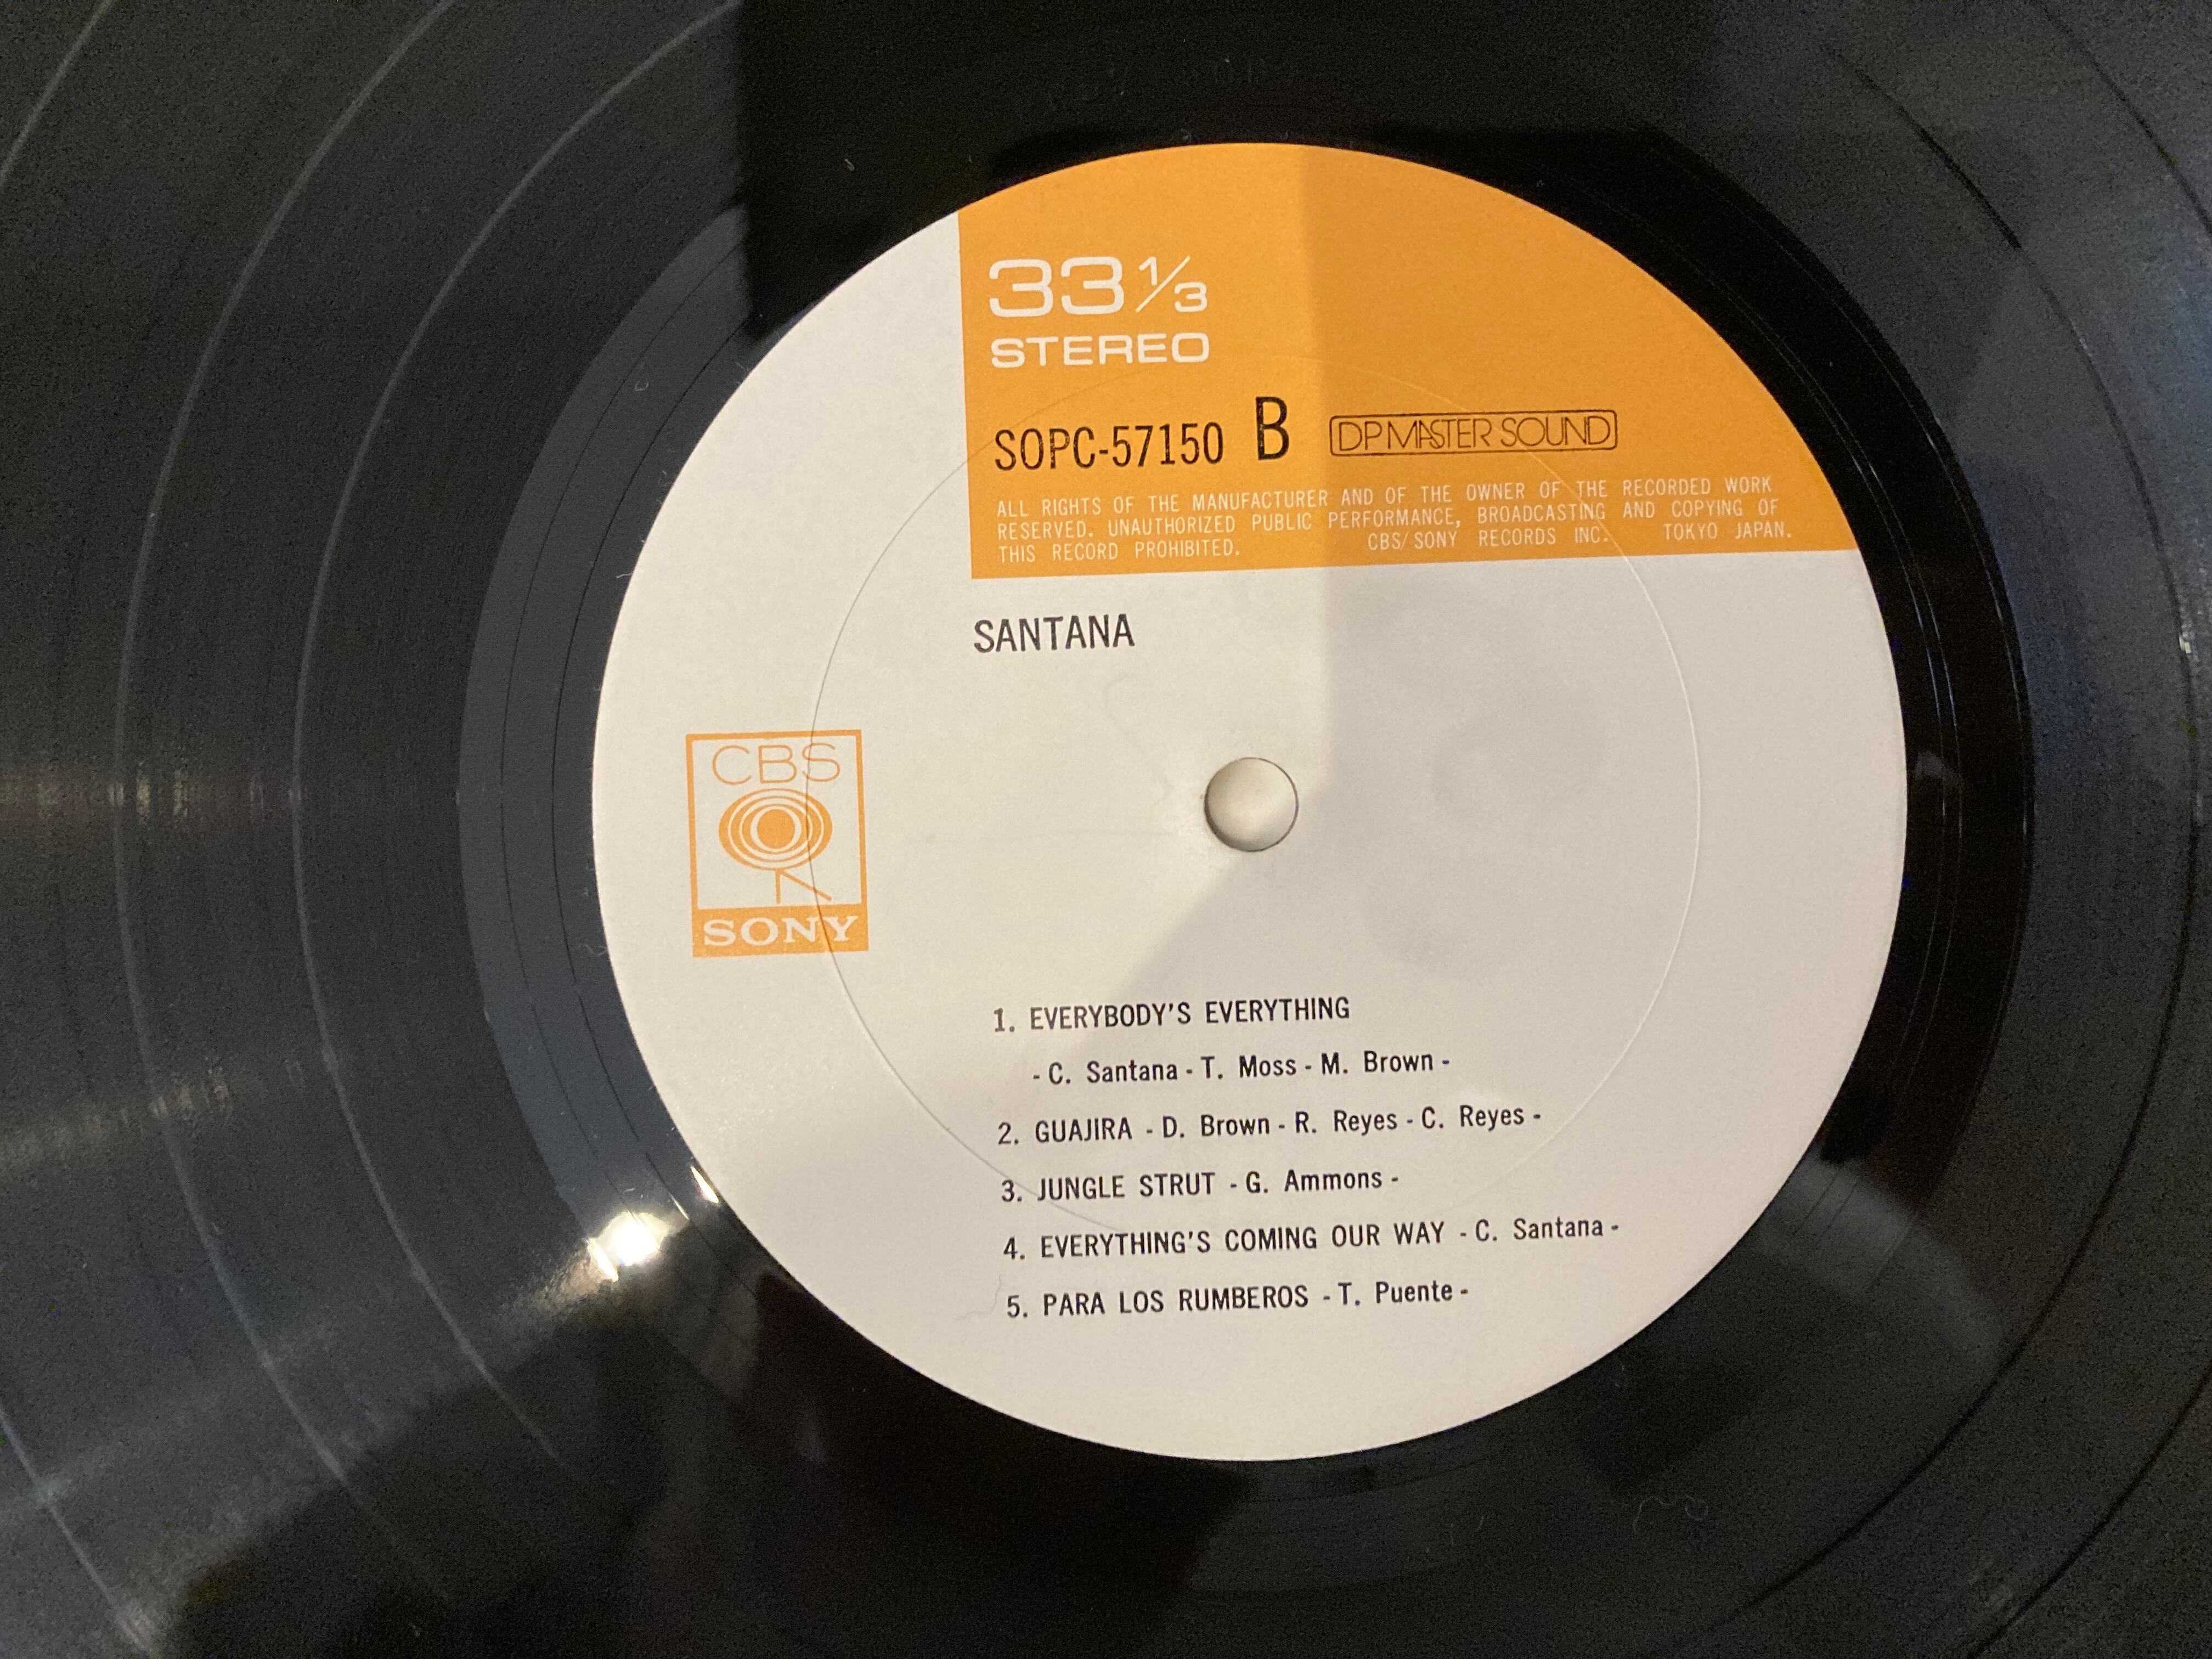 33 1/3
STEREO
SOPC-57150 B DP MASTER SOUND
ALL RIGHTS OF THE MANUFACTURER AND OF THE OWNER OF THE RECORDED WORK
RESERVED. UNAUTHORIZED PUBLIC PERFORMANCE, BROADCASTING AND COPYING OF
THIS RECORD PROHIBITED. CBS/SONY RECORDS INC. TOKYO JAPAN.
SANTANA
CBS
SONY
1. EVERYBODY'S EVERYTHING
- C. Santana - T. Moss - M. Brown -
2. GUAJIRA - D. Brown - R. Reyes - C. Reyes -
3. JUNGLE STRUT - G. Ammons -
4. EVERYTHING'S COMING OUR WAY - C. Santana -
5. PARA LOS RUMBEROS - T. Puente -